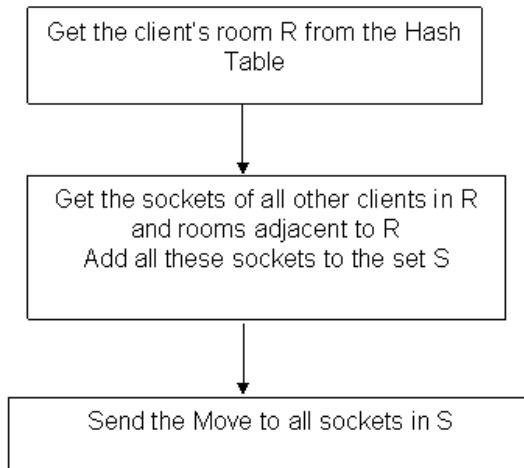 Get the client's room R from the Hash
Table
Get the sockets of all other clients in R
and rooms adjacent to R
Add all these sockets to the set S
Send the Move to all sockets in S